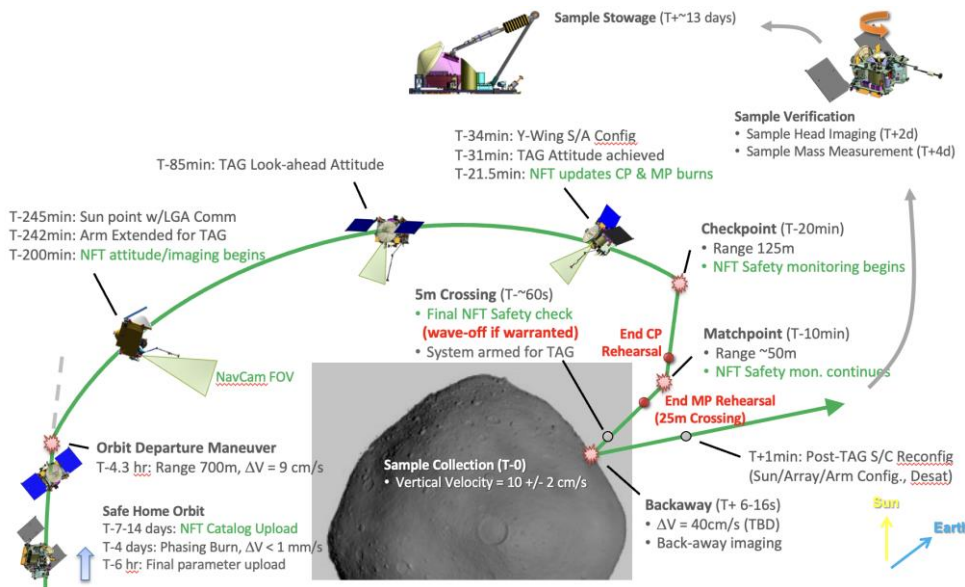 Sample Stowage (T+~13 days)
Sample Verification
• Sample Head Imaging (T+2d)
• Sample Mass Measurement (T+4d)
T-34min: Y-Wing S/A Config
T-31min: TAG Attitude achieved
T-21.5min: NFT updates CP & MP burns
T-85min: TAG Look-ahead Attitude
T-245min: Sun point w/LGA Comm
T-242min: Arm Extended for TAG
T-200min: NFT attitude/imaging begins
Checkpoint (T-20min)
• Range 125m
• NFT Safety monitoring begins
5m Crossing (T-~60s)
• Final NFT Safety check
(wave-off if warranted)
• System armed for TAG
End CP
Rehearsal
Matchpoint (T-10min)
• Range ~50m
• NFT Safety mon. continues
NavCam FOV
End MP Rehearsal
(25m Crossing)
Orbit Departure Maneuver
T-4.3 hr: Range 700m, ΔV = 9 cm/s
Sample Collection (T-0)
• Vertical Velocity = 10 +/- 2 cm/s
T+1min: Post-TAG S/C Reconfig
(Sun/Array/Arm Config., Desat)
Safe Home Orbit
T-7-14 days: NFT Catalog Upload
T-4 days: Phasing Burn, ΔV < 1 mm/s
T-6 hr: Final parameter upload
Backaway (T+ 6-16s)
• ΔV = 40cm/s (TBD)
• Back-away imaging
Sun
Earth